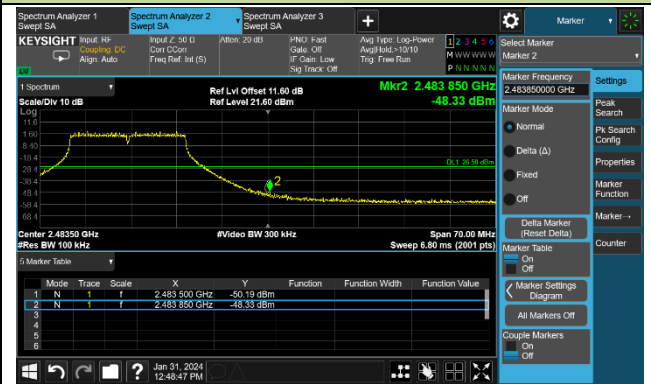 Spectrum Analyzer 1
Swept SA
Spectrum Analyzer 2
Swept SA
Spectrum Analyzer 3
Swept SA
+
Marker
KEYSIGHT
Input: RF
Coupling: DC
Align: Auto
Input Z: 50 Ω
Corr CCorr
Freq Ref: Int (S)
Atten: 20 dB
PNO: Fast
Gate: Off
IF Gain: Low
Sig Track: Off
Avg Type: Log-Power
Avg|Hold:>10/10
Trig: Free Run
1 2 3 4 5 6
M W W W W W
P N N N N N
Select Marker
Marker 2
1 Spectrum
Scale/Div 10 dB
Ref Lvl Offset 11.60 dB
Ref Level 21.60 dBm
Mkr2 2.483 850 GHz
-48.33 dBm
Log
11.6
1.60
-8.40
-18.4
-28.4
-38.4
-48.4
-58.4
-68.4
2
Center 2.48350 GHz
#Res BW 100 kHz
#Video BW 300 kHz
Span 70.00 MHz
Sweep 6.80 ms (2001 pts)
5 Marker Table
Mode Trace Scale X Y Function Function Width Function Value
1 N 1 f 2.483 500 GHz -50.19 dBm
2 N 1 f 2.483 850 GHz -48.33 dBm
3
4
5
6
Marker Frequency
2.483850000 GHz
Marker Mode
Normal
Delta (Δ)
Fixed
Off
Delta Marker
(Reset Delta)
Marker Table
On
Off
Marker Settings
Diagram
All Markers Off
Couple Markers
On
Off
Settings
Peak
Search
Pk Search
Config
Properties
Marker
Function
Marker→
Counter
?
Jan 31, 2024
12:48:47 PM